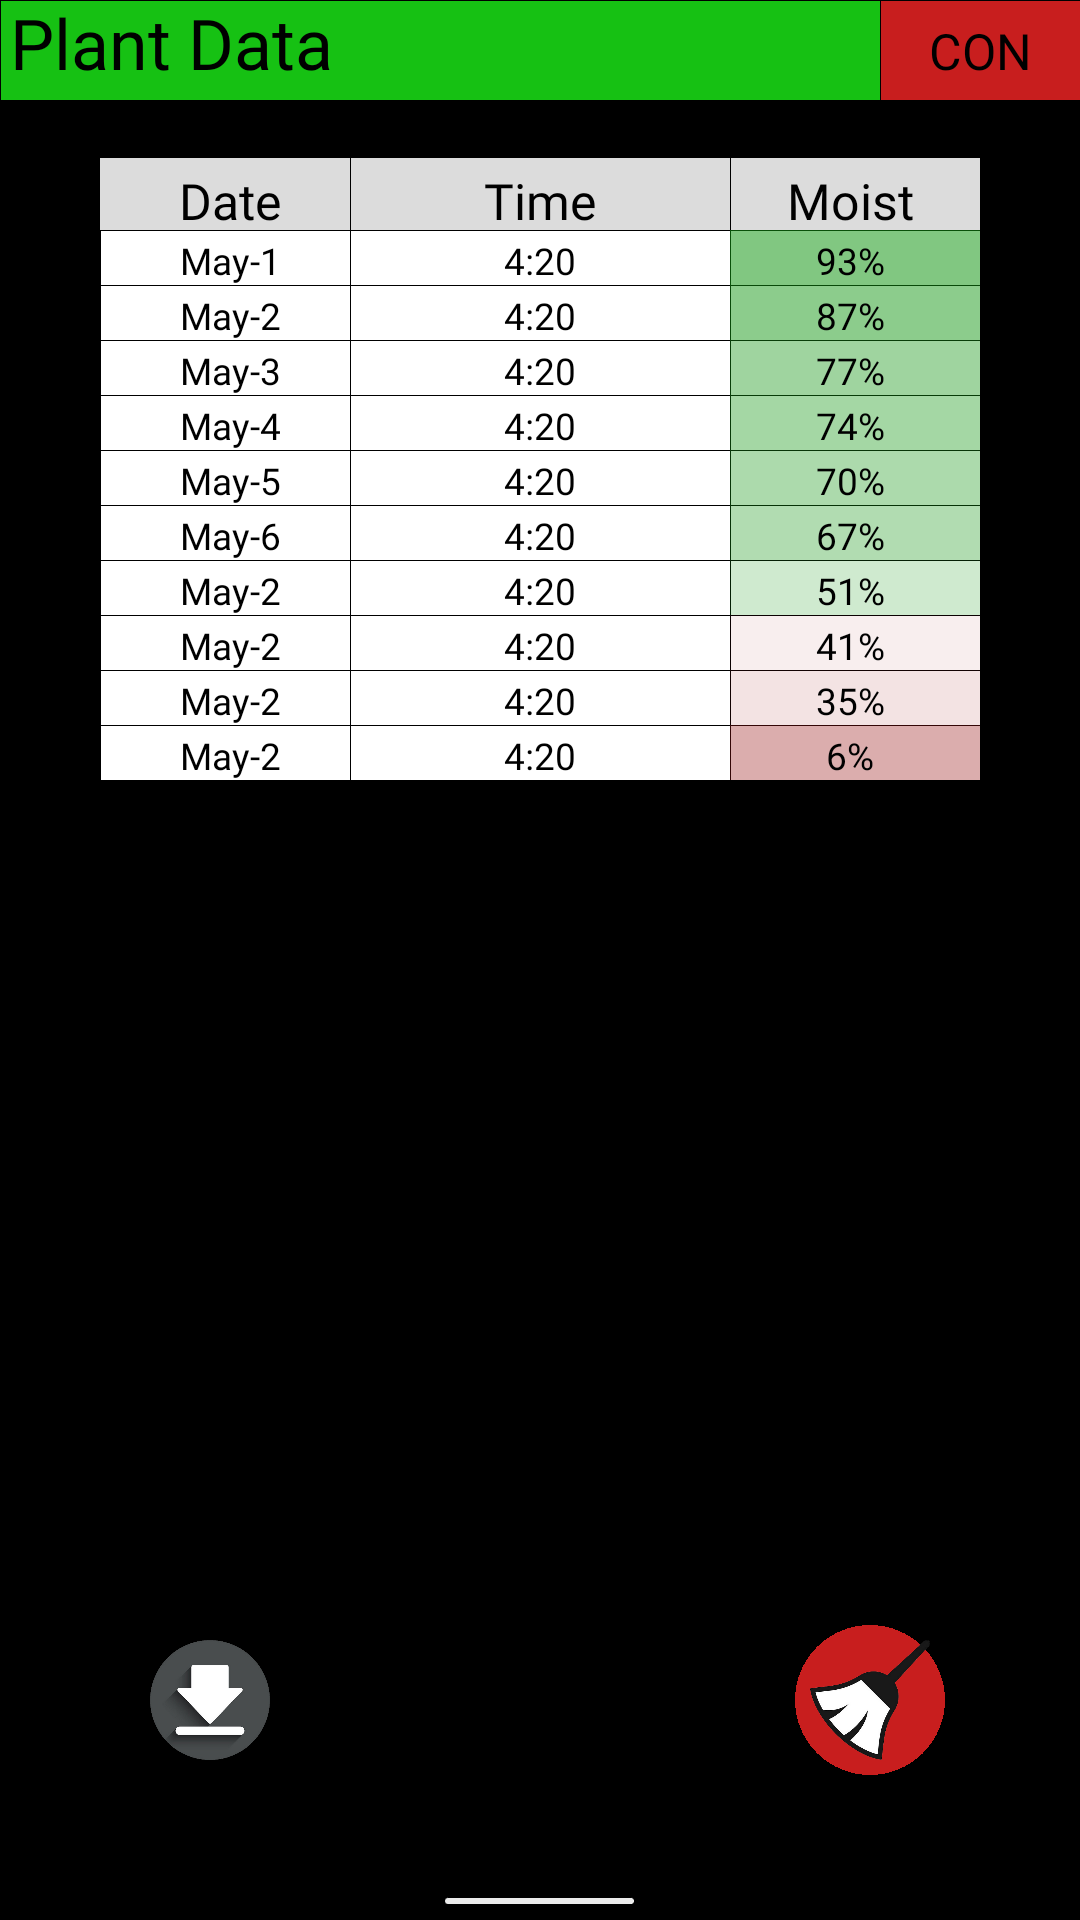 Plant Data CON
Date Time Moist
May-1 4:20 93%
May-2 4:20 87%
May-3 4:20 77%
May-4 4:20 74%
May-5 4:20 70%
May-6 4:20 67%
May-2 4:20 51%
May-2 4:20 41%
May-2 4:20 35%
May-2 4:20 6%